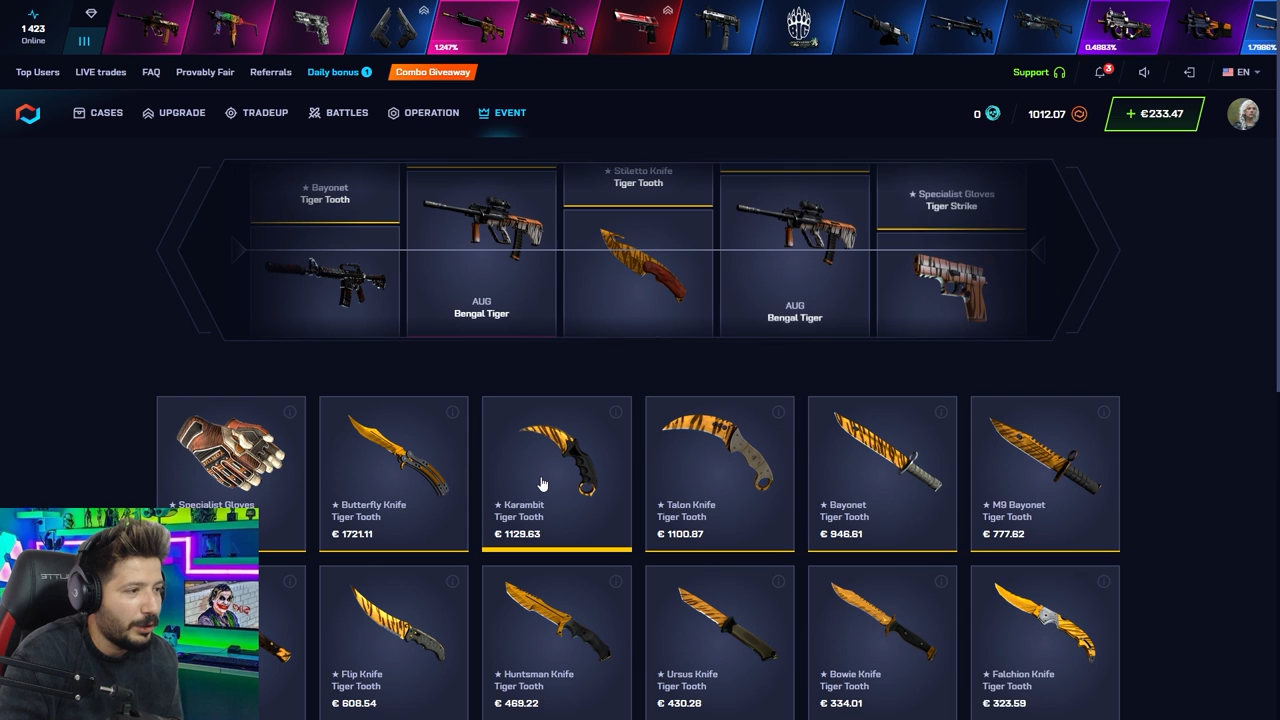 1 423
Online
1.247%
0.4883%
1.7986%
Top Users
LIVE trades
FAQ
Provably Fair
Referrals
Daily bonus 1
Combo Giveaway
Support
3
EN
CASES
UPGRADE
TRADEUP
BATTLES
OPERATION
EVENT
0
1012.07
+ €233.47
★ Bayonet
Tiger Tooth
AUG
Bengal Tiger
★ Stiletto Knife
Tiger Tooth
AUG
Bengal Tiger
★ Specialist Gloves
Tiger Strike
★ Specialist Gloves
★ Butterfly Knife
Tiger Tooth
€ 1721.11
★ Karambit
Tiger Tooth
€ 1129.63
★ Talon Knife
Tiger Tooth
€ 1100.87
★ Bayonet
Tiger Tooth
€ 946.61
★ M9 Bayonet
Tiger Tooth
€ 777.62
★ Flip Knife
Tiger Tooth
€ 608.54
★ Huntsman Knife
Tiger Tooth
€ 469.22
★ Ursus Knife
Tiger Tooth
€ 430.28
★ Bowie Knife
Tiger Tooth
€ 334.01
★ Falchion Knife
Tiger Tooth
€ 323.59